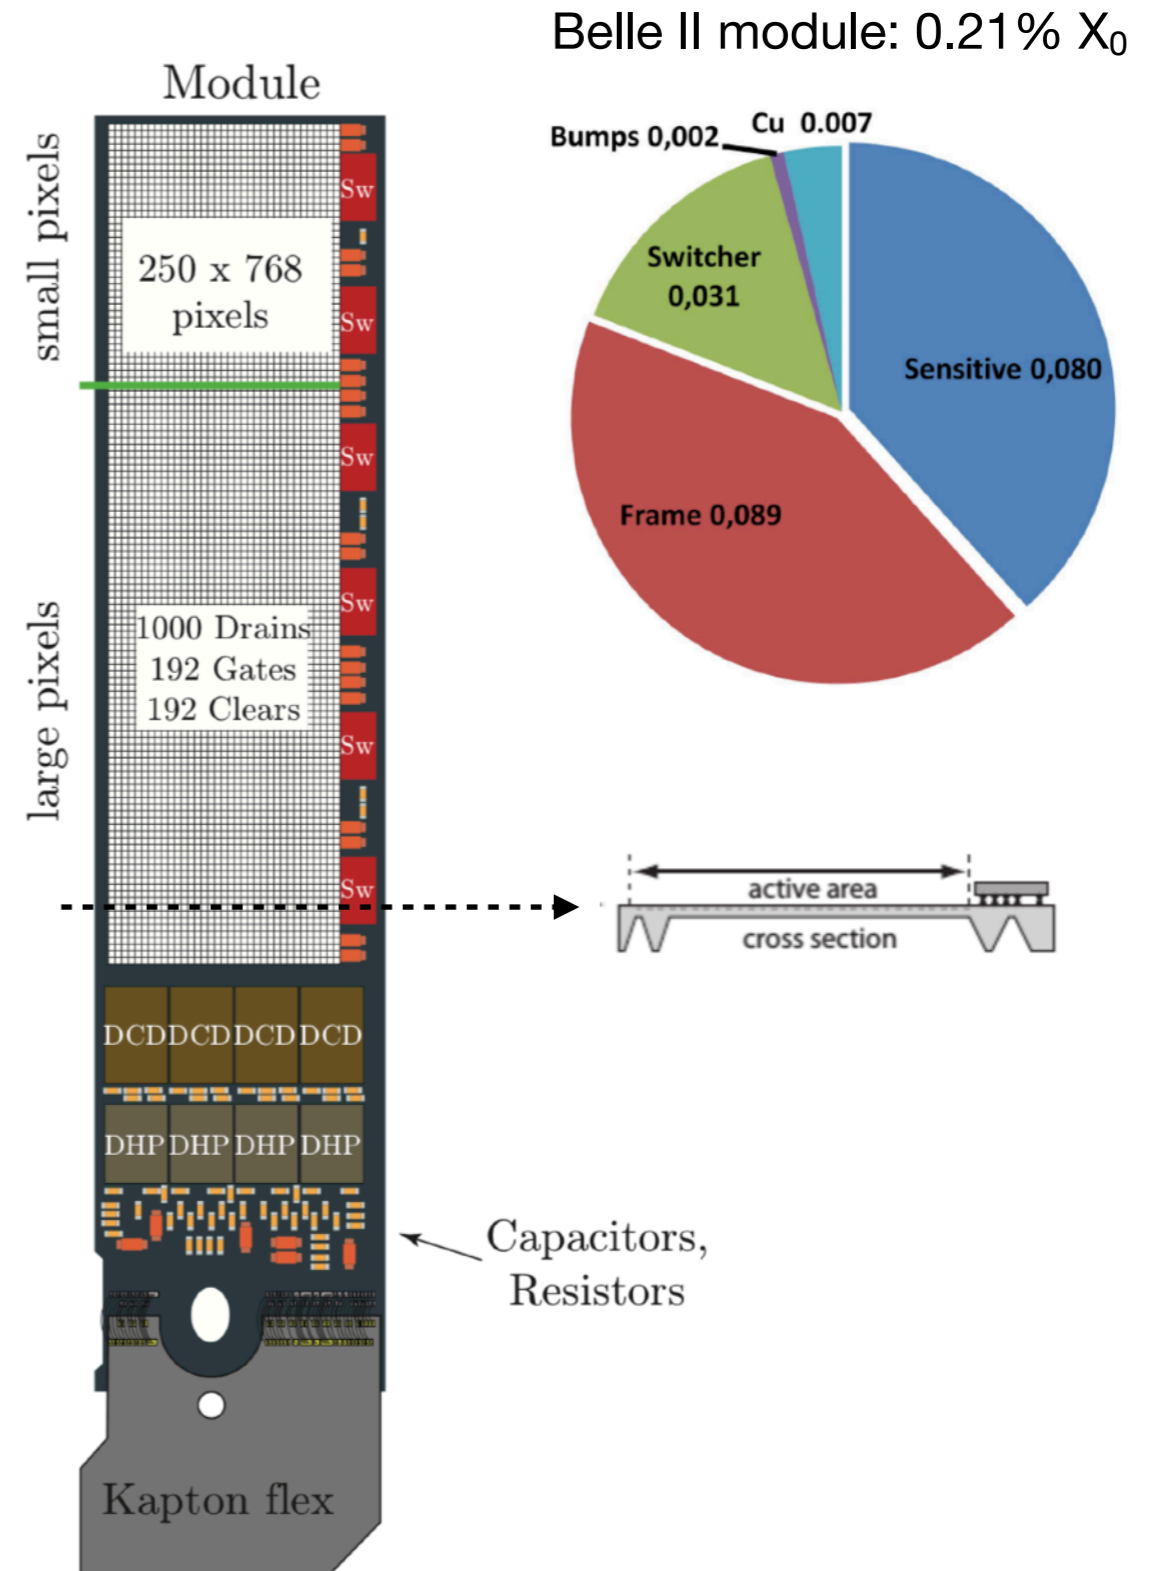 Belle II module: 0.21% X₀
Module
small pixels
large pixels
250 x 768
pixels
1000 Drains
192 Gates
192 Clears
Sw
Sw
Sw
Sw
Sw
Sw
DCD DCD DCD DCD
DHP DHP DHP DHP
Capacitors,
Resistors
Kapton flex
Bumps 0,002
Cu 0.007
Switcher
0,031
Sensitive 0,080
Frame 0,089
active area
cross section